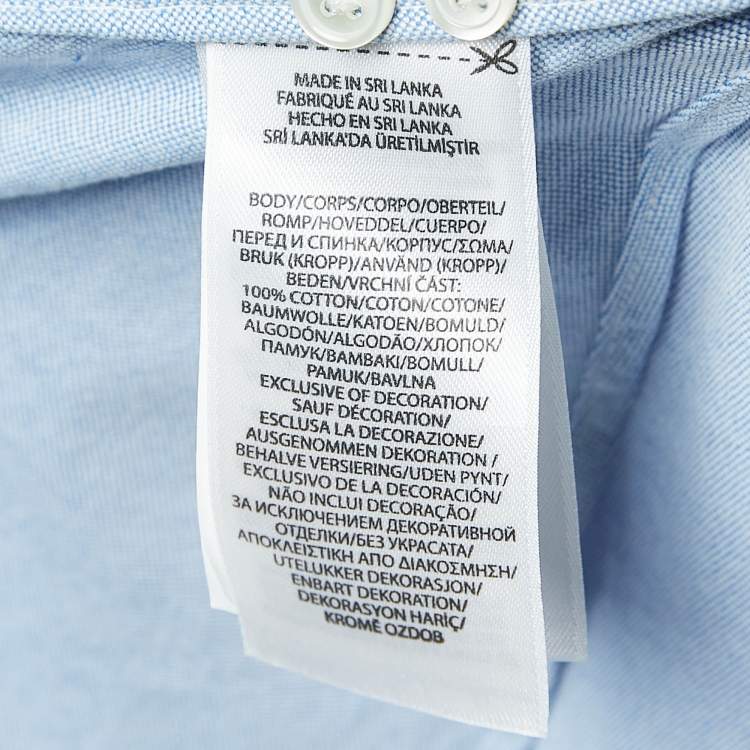 MADE IN SRI LANKA
FABRIQUÉ AU SRI LANKA
HECHO EN SRI LANKA
SRİ LANKA'DA ÜRETİLMİŞTİR
BODY/CORPS/CORPO/OBERTEIL/
ROMP/HOVEDDEL/CUERPO/
ПЕРЕД И СПИНКА/КОРПУС/ΣΩΜΑ/
BRUK (KROPP)/ANVÄND (KROPP)/
BEDEN/VRCHNÍ ČÁST:
100% COTTON/COTON/COTONE/
BAUMWOLLE/KATOEN/BOMULD/
ALGODÓN/ALGODÃO/ХЛОПОК/
ПАМУК/ΒΑΜΒΑΚΙ/BOMULL/
PAMUK/BAVLNA
EXCLUSIVE OF DECORATION/
SAUF DÉCORATION/
ESCLUSA LA DECORAZIONE/
AUSGENOMMEN DEKORATION /
BEHALVE VERSIERING/UDEN PYNT/
EXCLUSIVO DE LA DECORACIÓN/
NÃO INCLUI DECORAÇÃO/
ЗА ИСКЛЮЧЕНИЕМ ДЕКОРАТИВНОЙ
ОТДЕЛКИ/БЕЗ УКРАСАТА/
ΑΠΟΚΛΕΙΣΤΙΚΗ ΑΠΟ ΔΙΑΚΟΣΜΗΣΗ/
UTELUKKER DEKORASJON/
ENBART DEKORATION/
DEKORASYON HARİÇ/
KROMĚ OZDOB